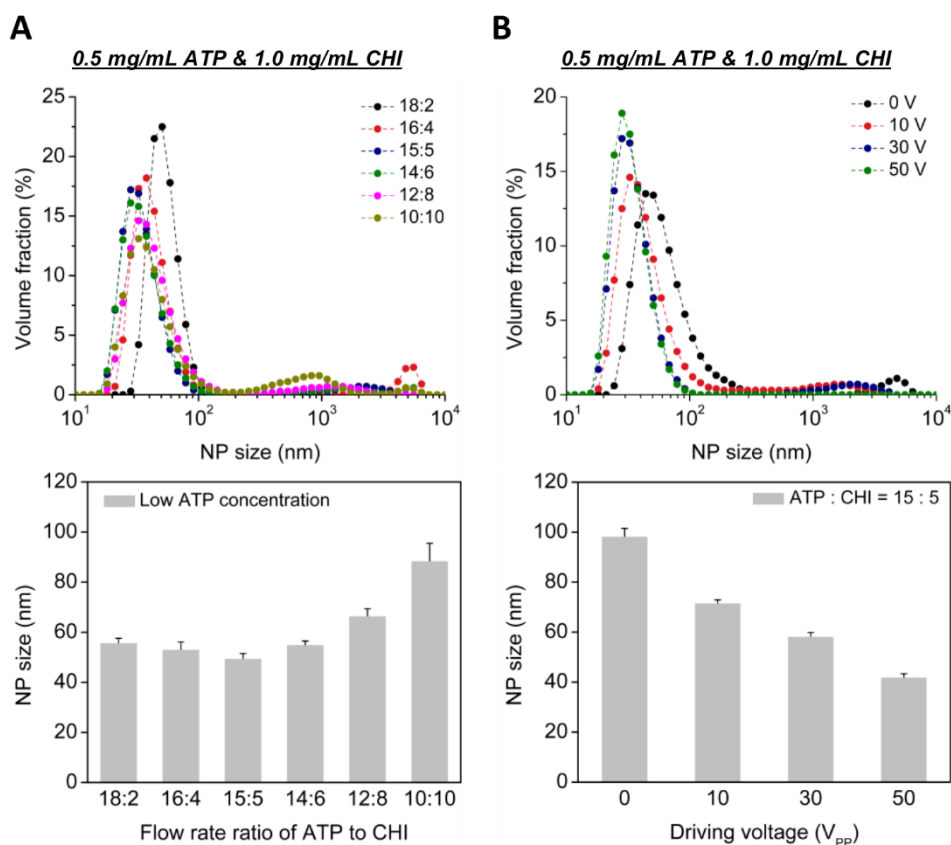 A
0.5 mg/mL ATP & 1.0 mg/mL CHI
25
20
15
10
5
0
Volume fraction (%)
18:2
16:4
15:5
14:6
12:8
10:10
10^1 10^2 10^3 10^4
NP size (nm)
120
100
80
60
40
20
0
NP size (nm)
Low ATP concentration
18:2 16:4 15:5 14:6 12:8 10:10
Flow rate ratio of ATP to CHI
B
0.5 mg/mL ATP & 1.0 mg/mL CHI
20
15
10
5
0
Volume fraction (%)
0 V
10 V
30 V
50 V
10^1 10^2 10^3 10^4
NP size (nm)
120
100
80
60
40
20
0
NP size (nm)
ATP : CHI = 15 : 5
0 10 30 50
Driving voltage (V_PP)